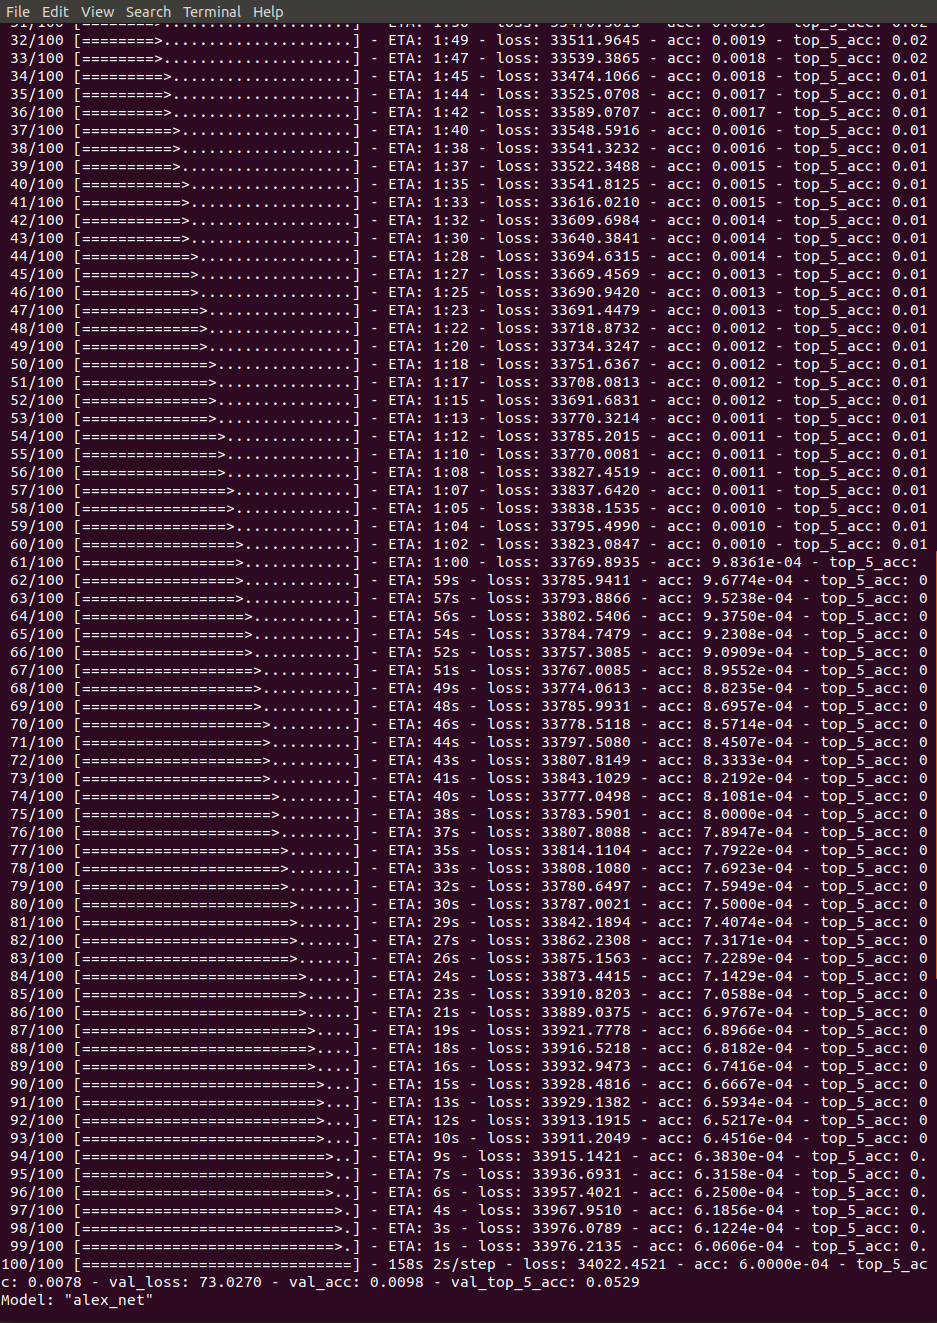 File Edit View Search Terminal Help
32/100 [========>.....................] - ETA: 1:49 - loss: 33511.9645 - acc: 0.0019 - top_5_acc: 0.02
33/100 [========>.....................] - ETA: 1:47 - loss: 33539.3865 - acc: 0.0018 - top_5_acc: 0.02
34/100 [=========>....................] - ETA: 1:45 - loss: 33474.1066 - acc: 0.0018 - top_5_acc: 0.01
35/100 [=========>....................] - ETA: 1:44 - loss: 33525.0708 - acc: 0.0017 - top_5_acc: 0.01
36/100 [=========>....................] - ETA: 1:42 - loss: 33589.0707 - acc: 0.0017 - top_5_acc: 0.01
37/100 [==========>...................] - ETA: 1:40 - loss: 33548.5916 - acc: 0.0016 - top_5_acc: 0.01
38/100 [==========>...................] - ETA: 1:38 - loss: 33541.3232 - acc: 0.0016 - top_5_acc: 0.01
39/100 [==========>...................] - ETA: 1:37 - loss: 33522.3488 - acc: 0.0015 - top_5_acc: 0.01
40/100 [===========>..................] - ETA: 1:35 - loss: 33541.8125 - acc: 0.0015 - top_5_acc: 0.01
41/100 [===========>..................] - ETA: 1:33 - loss: 33616.0210 - acc: 0.0015 - top_5_acc: 0.01
42/100 [===========>..................] - ETA: 1:32 - loss: 33609.6984 - acc: 0.0014 - top_5_acc: 0.01
43/100 [===========>..................] - ETA: 1:30 - loss: 33640.3841 - acc: 0.0014 - top_5_acc: 0.01
44/100 [============>.................] - ETA: 1:28 - loss: 33694.6315 - acc: 0.0014 - top_5_acc: 0.01
45/100 [============>.................] - ETA: 1:27 - loss: 33669.4569 - acc: 0.0013 - top_5_acc: 0.01
46/100 [============>.................] - ETA: 1:25 - loss: 33690.9420 - acc: 0.0013 - top_5_acc: 0.01
47/100 [=============>................] - ETA: 1:23 - loss: 33691.4479 - acc: 0.0013 - top_5_acc: 0.01
48/100 [=============>................] - ETA: 1:22 - loss: 33718.8732 - acc: 0.0012 - top_5_acc: 0.01
49/100 [=============>................] - ETA: 1:20 - loss: 33734.3247 - acc: 0.0012 - top_5_acc: 0.01
50/100 [==============>...............] - ETA: 1:18 - loss: 33751.6367 - acc: 0.0012 - top_5_acc: 0.01
51/100 [==============>...............] - ETA: 1:17 - loss: 33708.0813 - acc: 0.0012 - top_5_acc: 0.01
52/100 [==============>...............] - ETA: 1:15 - loss: 33691.6831 - acc: 0.0012 - top_5_acc: 0.01
53/100 [==============>...............] - ETA: 1:13 - loss: 33770.3214 - acc: 0.0011 - top_5_acc: 0.01
54/100 [===============>..............] - ETA: 1:12 - loss: 33785.2015 - acc: 0.0011 - top_5_acc: 0.01
55/100 [===============>..............] - ETA: 1:10 - loss: 33770.0081 - acc: 0.0011 - top_5_acc: 0.01
56/100 [===============>..............] - ETA: 1:08 - loss: 33827.4519 - acc: 0.0011 - top_5_acc: 0.01
57/100 [================>.............] - ETA: 1:07 - loss: 33837.6420 - acc: 0.0011 - top_5_acc: 0.01
58/100 [================>.............] - ETA: 1:05 - loss: 33838.1535 - acc: 0.0010 - top_5_acc: 0.01
59/100 [================>.............] - ETA: 1:04 - loss: 33795.4990 - acc: 0.0010 - top_5_acc: 0.01
60/100 [=================>............] - ETA: 1:02 - loss: 33823.0847 - acc: 0.0010 - top_5_acc: 0.01
61/100 [=================>............] - ETA: 1:00 - loss: 33769.8935 - acc: 9.8361e-04 - top_5_acc:
62/100 [=================>............] - ETA: 59s - loss: 33785.9411 - acc: 9.6774e-04 - top_5_acc: 0
63/100 [=================>............] - ETA: 57s - loss: 33793.8866 - acc: 9.5238e-04 - top_5_acc: 0
64/100 [==================>...........] - ETA: 56s - loss: 33802.5406 - acc: 9.3750e-04 - top_5_acc: 0
65/100 [==================>...........] - ETA: 54s - loss: 33784.7479 - acc: 9.2308e-04 - top_5_acc: 0
66/100 [==================>...........] - ETA: 52s - loss: 33757.3085 - acc: 9.0909e-04 - top_5_acc: 0
67/100 [===================>..........] - ETA: 51s - loss: 33767.0085 - acc: 8.9552e-04 - top_5_acc: 0
68/100 [===================>..........] - ETA: 49s - loss: 33774.0613 - acc: 8.8235e-04 - top_5_acc: 0
69/100 [===================>..........] - ETA: 48s - loss: 33785.9931 - acc: 8.6957e-04 - top_5_acc: 0
70/100 [====================>.........] - ETA: 46s - loss: 33778.5118 - acc: 8.5714e-04 - top_5_acc: 0
71/100 [====================>.........] - ETA: 44s - loss: 33797.5080 - acc: 8.4507e-04 - top_5_acc: 0
72/100 [====================>.........] - ETA: 43s - loss: 33807.8149 - acc: 8.3333e-04 - top_5_acc: 0
73/100 [====================>.........] - ETA: 41s - loss: 33843.1029 - acc: 8.2192e-04 - top_5_acc: 0
74/100 [=====================>........] - ETA: 40s - loss: 33777.0498 - acc: 8.1081e-04 - top_5_acc: 0
75/100 [=====================>........] - ETA: 38s - loss: 33783.5901 - acc: 8.0000e-04 - top_5_acc: 0
76/100 [=====================>........] - ETA: 37s - loss: 33807.8088 - acc: 7.8947e-04 - top_5_acc: 0
77/100 [======================>.......] - ETA: 35s - loss: 33814.1104 - acc: 7.7922e-04 - top_5_acc: 0
78/100 [======================>.......] - ETA: 33s - loss: 33808.1080 - acc: 7.6923e-04 - top_5_acc: 0
79/100 [======================>.......] - ETA: 32s - loss: 33780.6497 - acc: 7.5949e-04 - top_5_acc: 0
80/100 [=======================>......] - ETA: 30s - loss: 33787.0021 - acc: 7.5000e-04 - top_5_acc: 0
81/100 [=======================>......] - ETA: 29s - loss: 33842.1894 - acc: 7.4074e-04 - top_5_acc: 0
82/100 [=======================>......] - ETA: 27s - loss: 33862.2308 - acc: 7.3171e-04 - top_5_acc: 0
83/100 [=======================>......] - ETA: 26s - loss: 33875.1563 - acc: 7.2289e-04 - top_5_acc: 0
84/100 [========================>.....] - ETA: 24s - loss: 33873.4415 - acc: 7.1429e-04 - top_5_acc: 0
85/100 [========================>.....] - ETA: 23s - loss: 33910.8203 - acc: 7.0588e-04 - top_5_acc: 0
86/100 [========================>.....] - ETA: 21s - loss: 33889.0375 - acc: 6.9767e-04 - top_5_acc: 0
87/100 [=========================>....] - ETA: 19s - loss: 33921.7778 - acc: 6.8966e-04 - top_5_acc: 0
88/100 [=========================>....] - ETA: 18s - loss: 33916.5218 - acc: 6.8182e-04 - top_5_acc: 0
89/100 [=========================>....] - ETA: 16s - loss: 33932.9473 - acc: 6.7416e-04 - top_5_acc: 0
90/100 [==========================>...] - ETA: 15s - loss: 33928.4816 - acc: 6.6667e-04 - top_5_acc: 0
91/100 [==========================>...] - ETA: 13s - loss: 33929.1382 - acc: 6.5934e-04 - top_5_acc: 0
92/100 [==========================>...] - ETA: 12s - loss: 33913.1915 - acc: 6.5217e-04 - top_5_acc: 0
93/100 [==========================>...] - ETA: 10s - loss: 33911.2049 - acc: 6.4516e-04 - top_5_acc: 0
94/100 [===========================>..] - ETA: 9s - loss: 33915.1421 - acc: 6.3830e-04 - top_5_acc: 0.
95/100 [===========================>..] - ETA: 7s - loss: 33936.6931 - acc: 6.3158e-04 - top_5_acc: 0.
96/100 [===========================>..] - ETA: 6s - loss: 33957.4021 - acc: 6.2500e-04 - top_5_acc: 0.
97/100 [============================>.] - ETA: 4s - loss: 33967.9510 - acc: 6.1856e-04 - top_5_acc: 0.
98/100 [============================>.] - ETA: 3s - loss: 33976.0789 - acc: 6.1224e-04 - top_5_acc: 0.
99/100 [============================>.] - ETA: 1s - loss: 33976.2135 - acc: 6.0606e-04 - top_5_acc: 0.
100/100 [==============================] - 158s 2s/step - loss: 34022.4521 - acc: 6.0000e-04 - top_5_ac
c: 0.0078 - val_loss: 73.0270 - val_acc: 0.0098 - val_top_5_acc: 0.0529
Model: "alex_net"